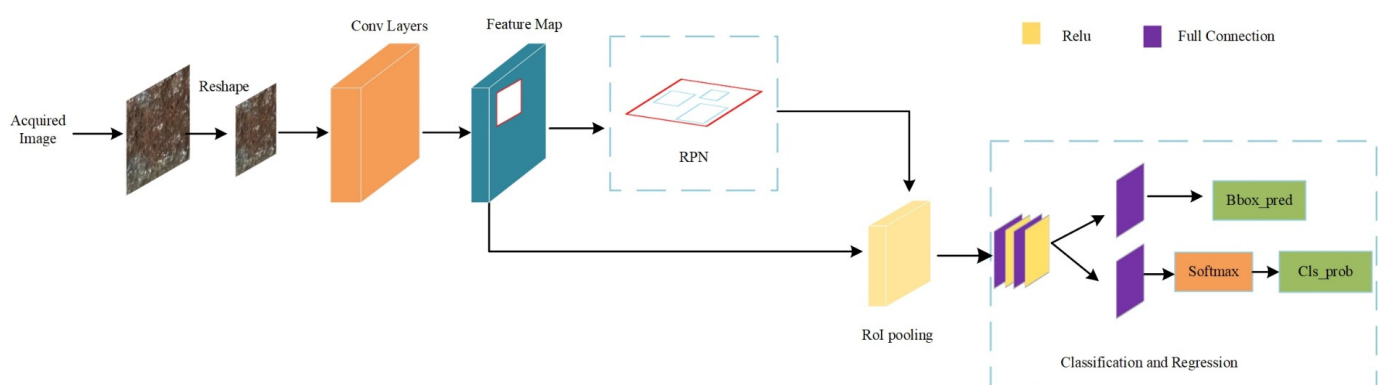 Conv Layers
Feature Map
Relu
Full Connection
Reshape
Acquired
Image
RPN
Bbox_pred
Softmax
Cls_prob
RoI pooling
Classification and Regression